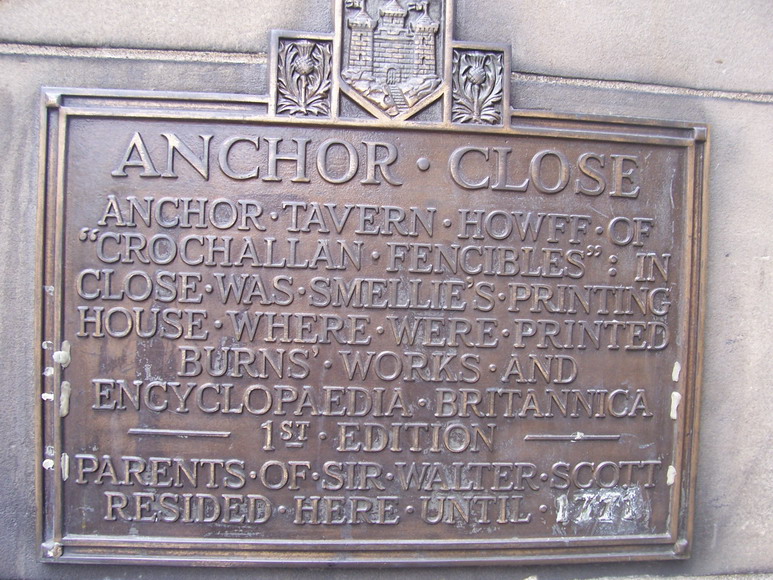 ANCHOR · CLOSE
ANCHOR · TAVERN · HOWFF · OF
"CROCHALLAN · FENCIBLES" : IN
CLOSE · WAS · SMELLIE'S · PRINTING
HOUSE · WHERE · WERE · PRINTED
BURNS' · WORKS · AND
ENCYCLOPAEDIA · BRITANNICA
1ST · EDITION
PARENTS · OF · SIR · WALTER · SCOTT
RESIDED · HERE · UNTIL · 1771